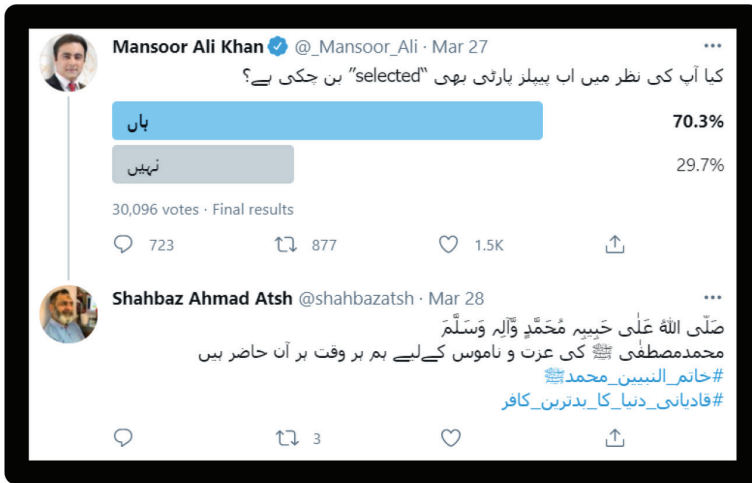 Mansoor Ali Khan @_Mansoor_Ali · Mar 27
کیا آپ کی نظر میں اب پیپلز پارٹی بھی “selected” بن چکی ہے؟
ہاں 70.3%
نہیں 29.7%
30,096 votes · Final results
723 877 1.5K
Shahbaz Ahmad Atsh @shahbazatsh · Mar 28
صَلَّی اللهُ عَلٰی حَبِیبِہٖ مُحَمَّدٍ وَّآلِہٖ وَسَلَّمَ
محمدمصطفٰی ﷺ کی عزت و ناموس کےلیے ہم ہر وقت ہر آن حاضر ہیں
#خاتم_النبیین_محمدﷺ
#قادیانی_دنیا_کا_بدترین_کافر
3